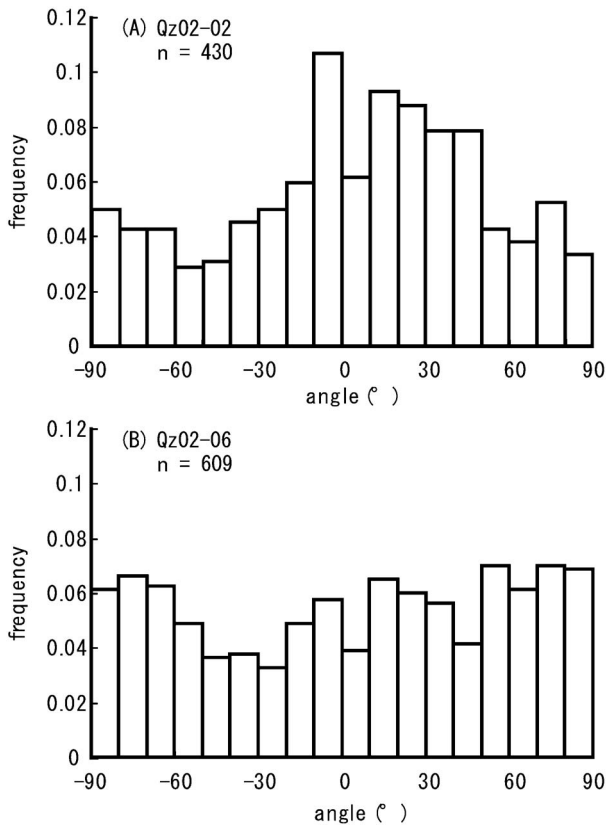 0.12
(A) Qz02-02
n = 430
0.1
0.08
0.06
0.04
0.02
0
frequency
-90 -60 -30 0 30 60 90
angle (° )
0.12
(B) Qz02-06
n = 609
0.1
0.08
0.06
0.04
0.02
0
frequency
-90 -60 -30 0 30 60 90
angle (° )